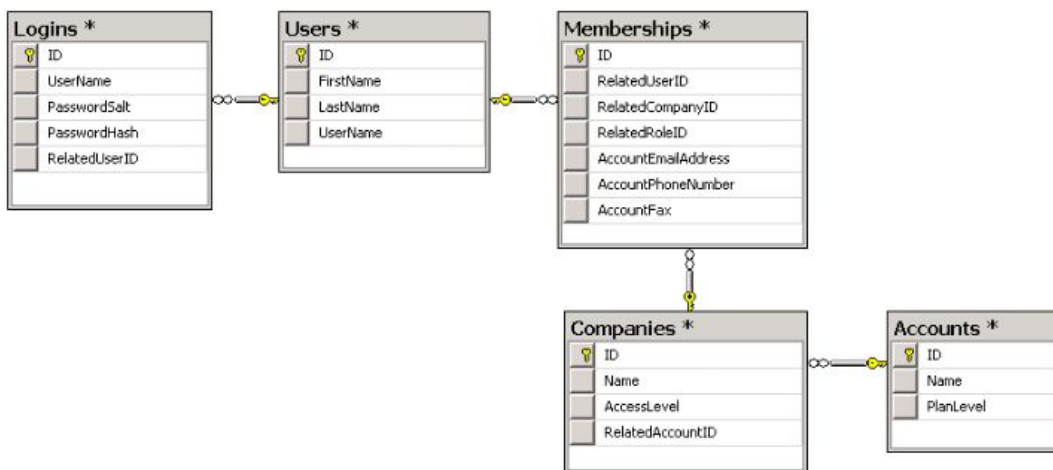 Logins *
ID
UserName
PasswordSalt
PasswordHash
RelatedUserID
Users *
ID
FirstName
LastName
UserName
Memberships *
ID
RelatedUserID
RelatedCompanyID
RelatedRoleID
AccountEmailAddress
AccountPhoneNumber
AccountFax
Companies *
ID
Name
AccessLevel
RelatedAccountID
Accounts *
ID
Name
PlanLevel